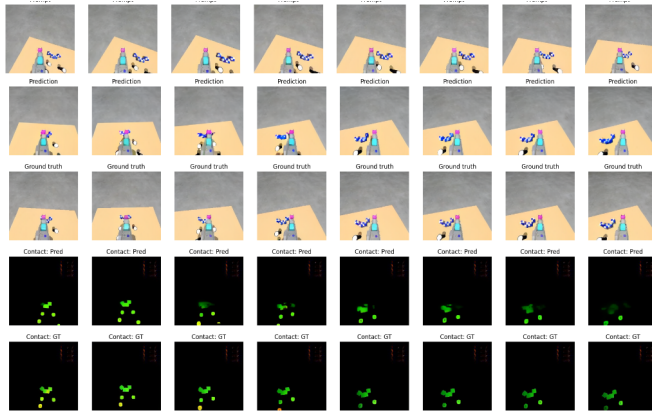 Prediction Prediction Prediction Prediction Prediction Prediction Prediction Prediction
Ground truth Ground truth Ground truth Ground truth Ground truth Ground truth Ground truth Ground truth
Contact: Pred Contact: Pred Contact: Pred Contact: Pred Contact: Pred Contact: Pred Contact: Pred Contact: Pred
Contact: GT Contact: GT Contact: GT Contact: GT Contact: GT Contact: GT Contact: GT Contact: GT